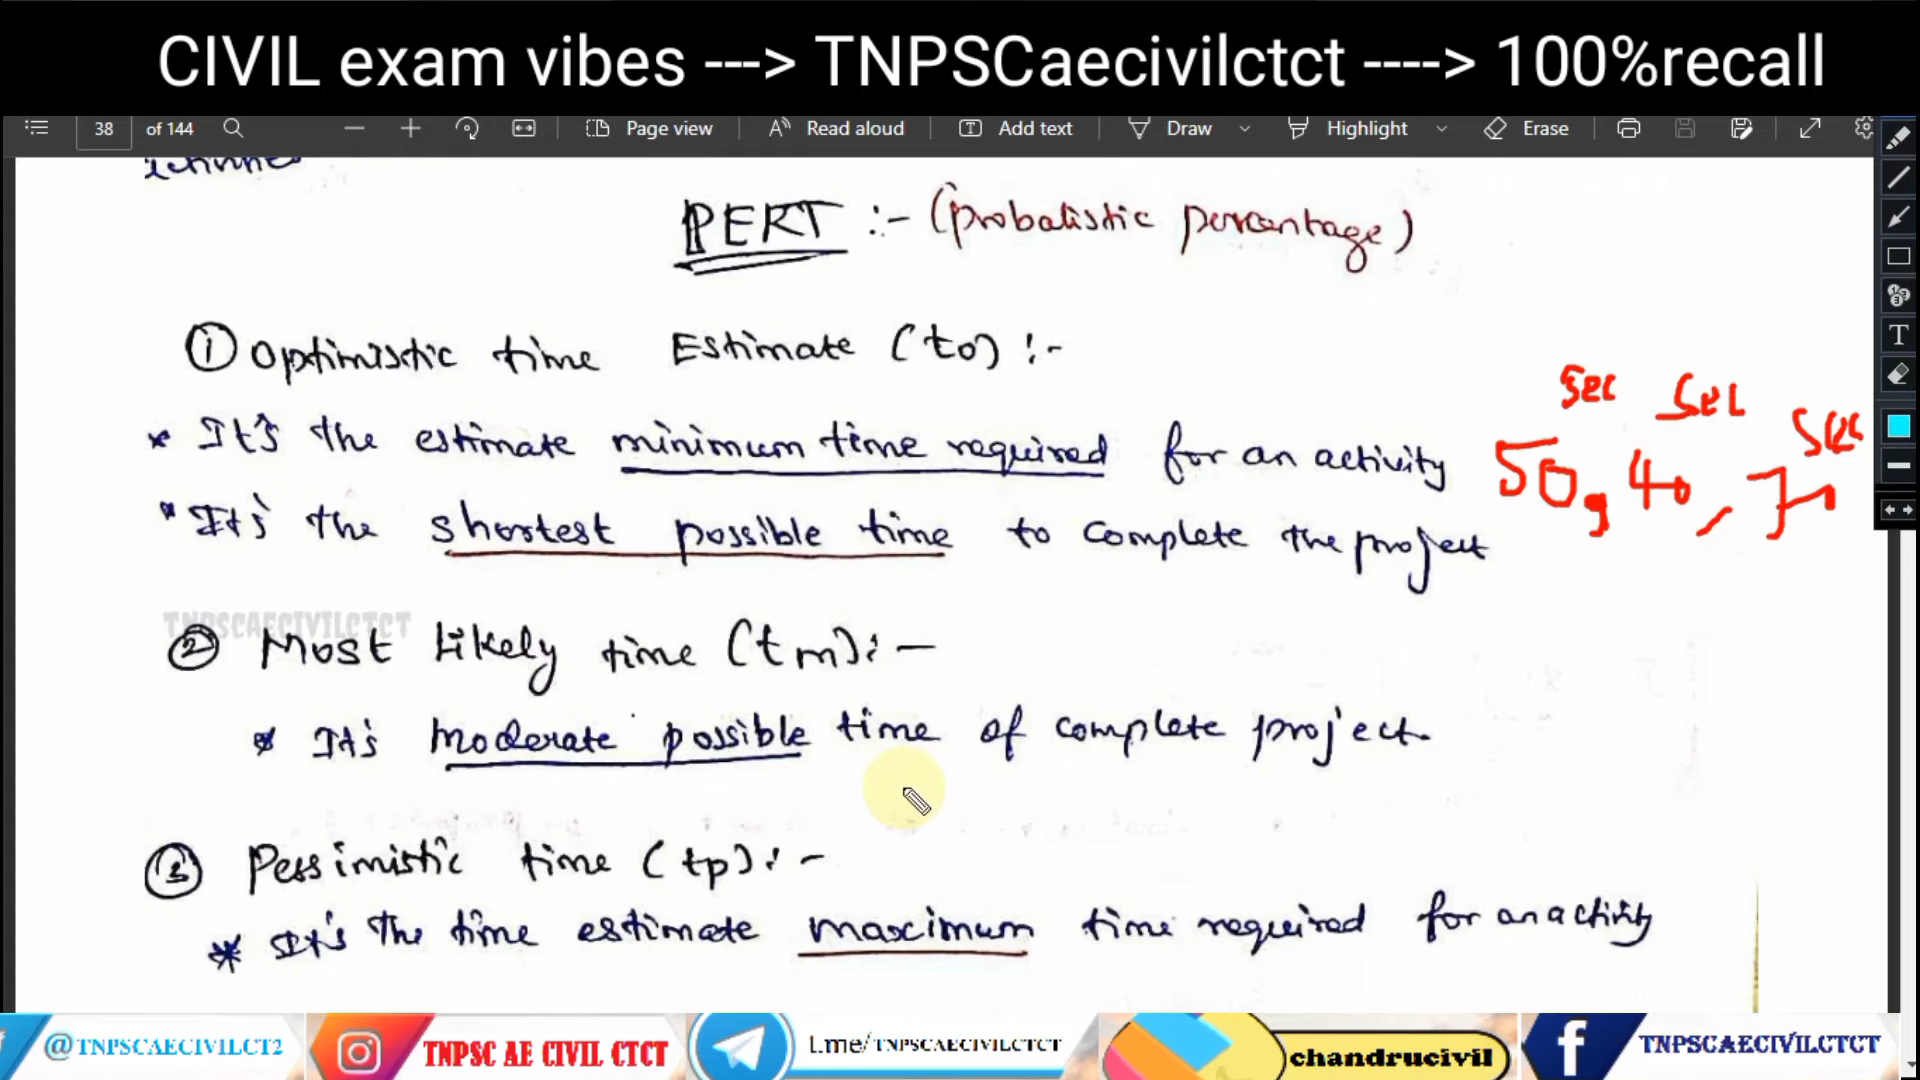 CIVIL exam vibes ---> TNPSCaecivilctct ----> 100%recall
38 of 144 Page view Read aloud Add text Draw Highlight Erase
PERT :- (probalistic percentage)
① Optimistic time Estimate (to) :-
* It's the estimate minimum time required for an activity
* It's the shortest possible time to complete the project
sec sec sec
50, 40,
TNPSCAECIVILCTCT
② Most likely time (tm):-
* It's moderate possible time of complete project.
③ Pessimistic time (tp):-
* It's the time estimate maximum time required for an activity
@TNPSCAECIVILCT2 TNPSC AE CIVIL CTCT t.me/TNPSCAECIVILCTCT chandrucivil TNPSCAECIVILCTCT